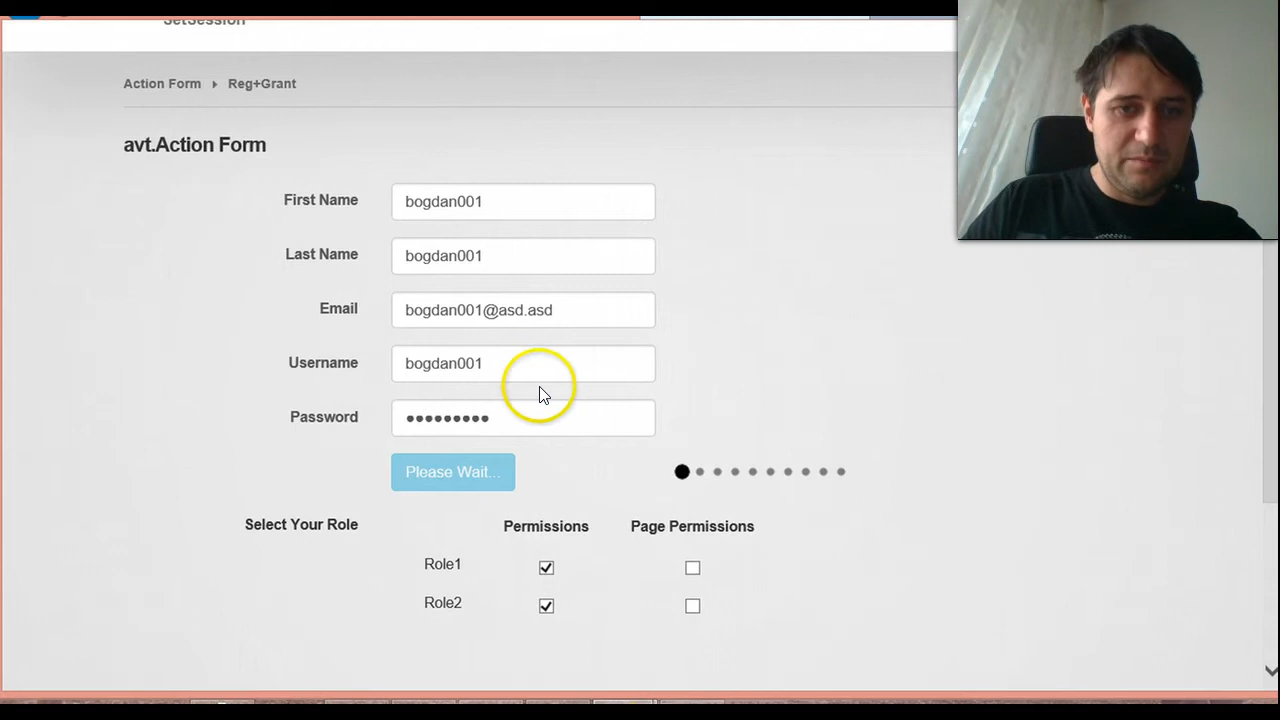 SetSession
Action Form Reg+Grant
avt.Action Form
First Name bogdan001
Last Name bogdan001
Email bogdan001@asd.asd
Username bogdan001
Password •••••••••
Please Wait...
Select Your Role Permissions Page Permissions
Role1
Role2